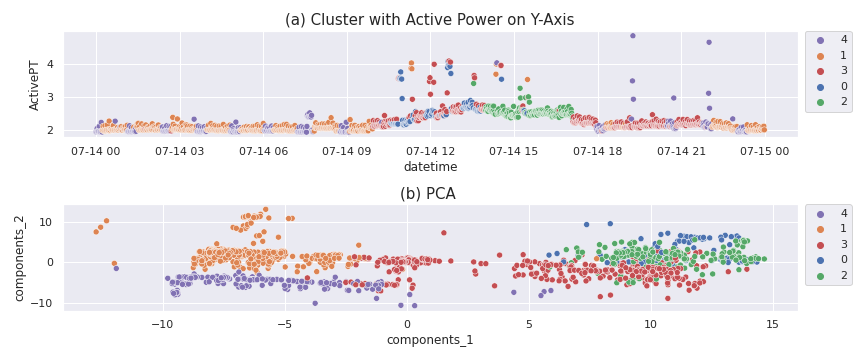 (a) Cluster with Active Power on Y-Axis
ActivePT
4
3
2
07-14 00 07-14 03 07-14 06 07-14 09 07-14 12 07-14 15 07-14 18 07-14 21 07-15 00
datetime
4
1
3
0
2
(b) PCA
components_2
10
0
−10
−10 −5 0 5 10 15
components_1
4
1
3
0
2